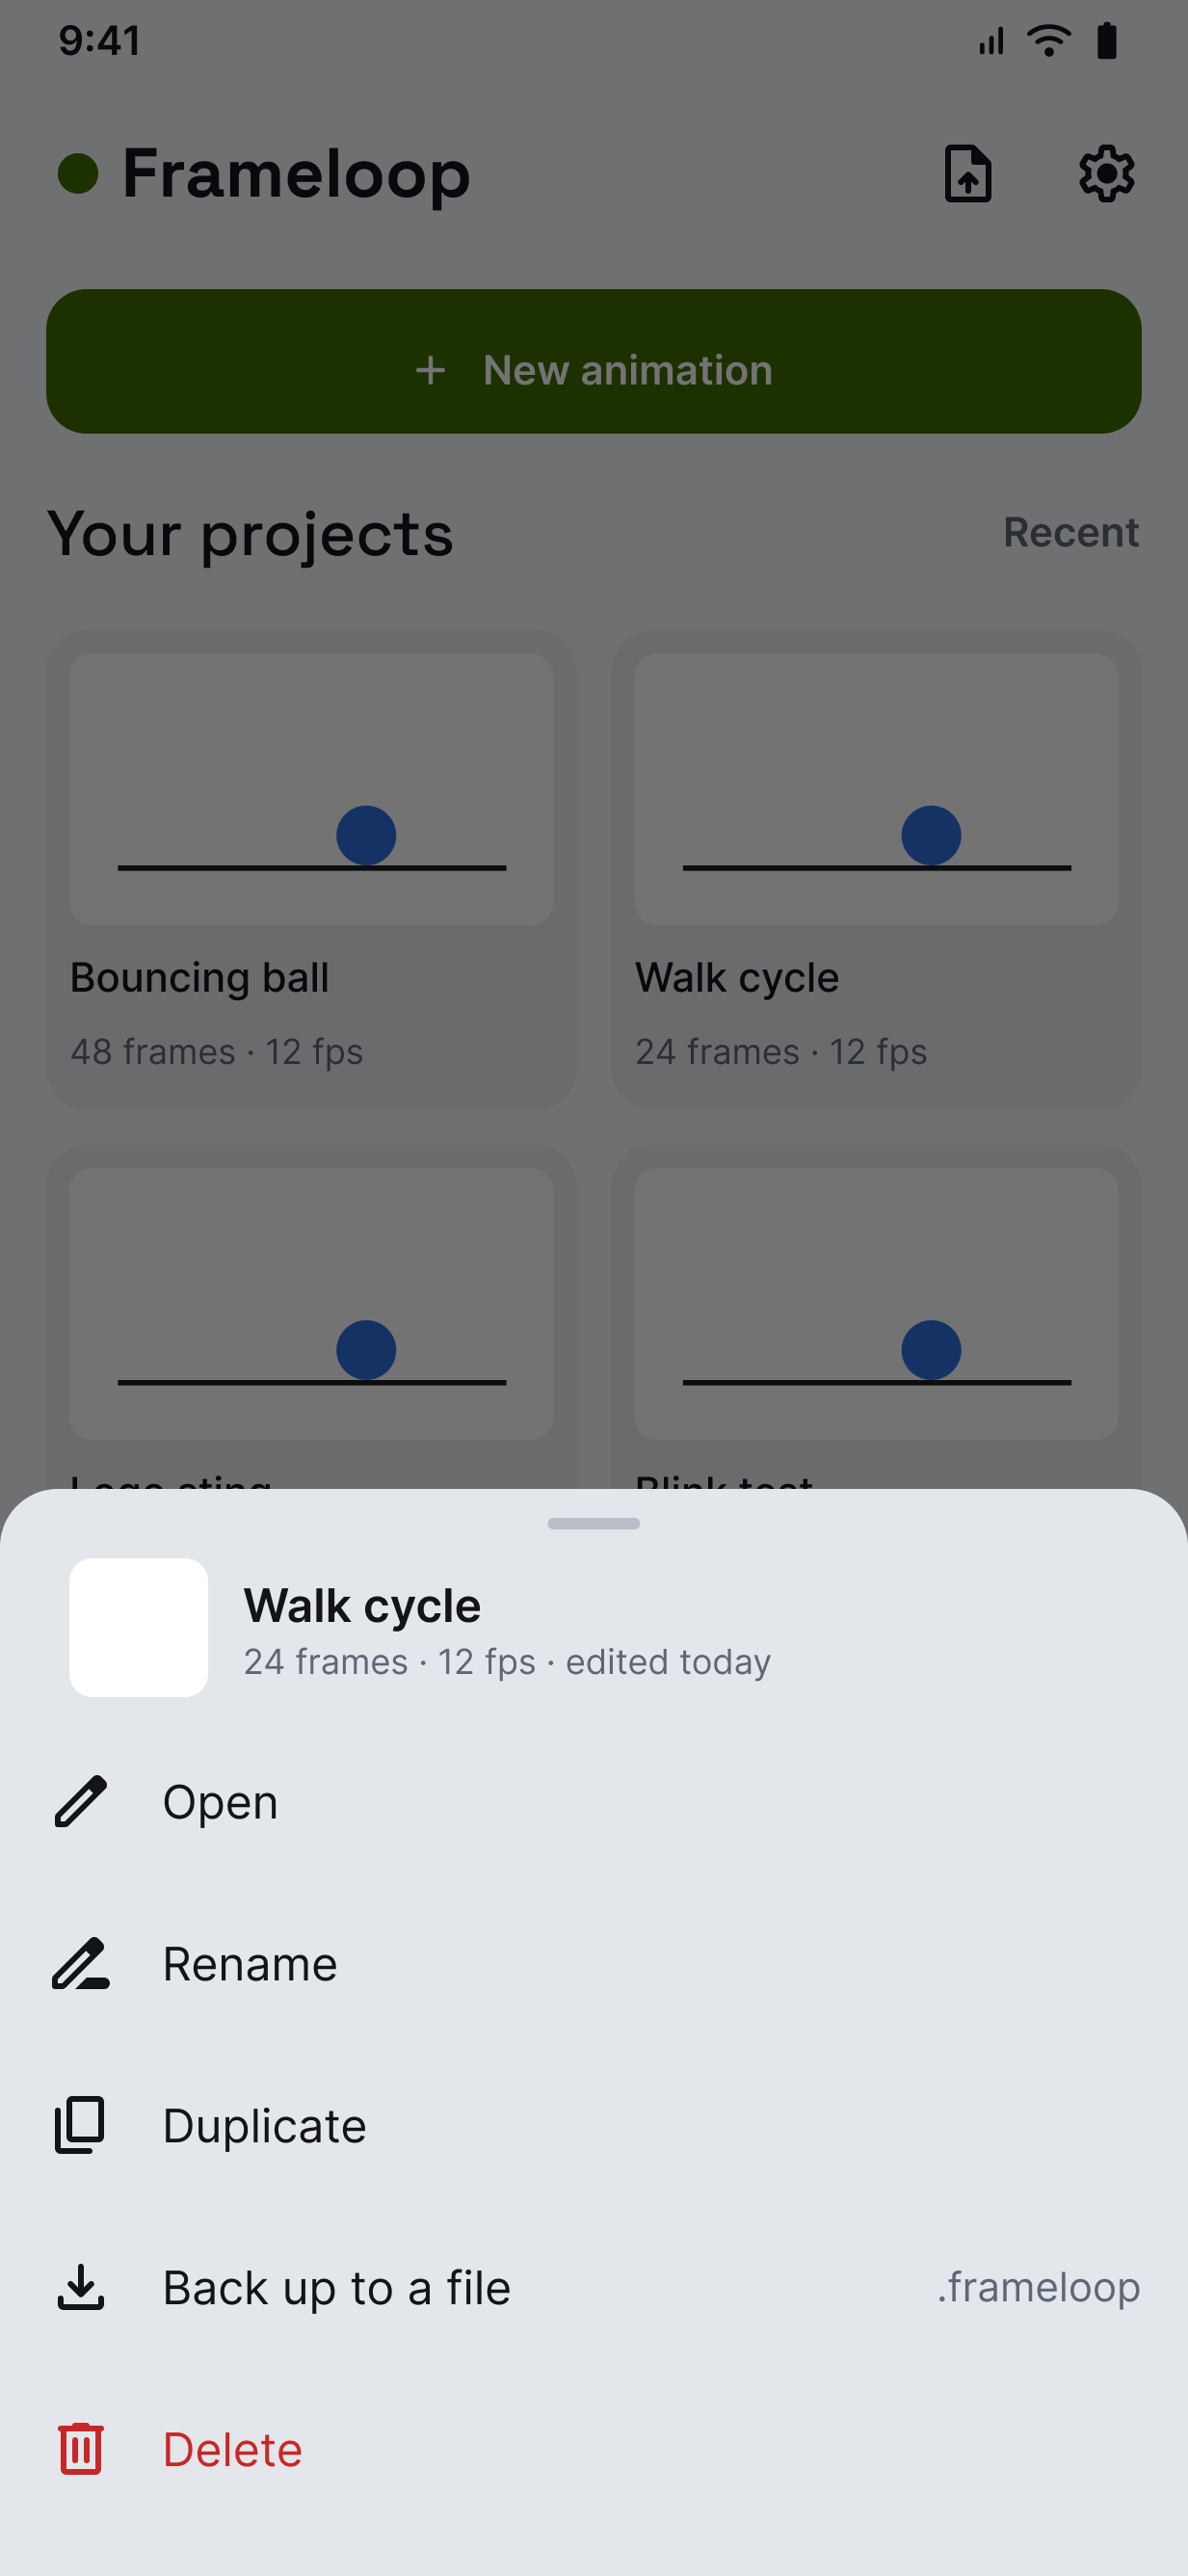 9:41
Frameloop
+ New animation
Your projects
Recent
Bouncing ball
Walk cycle
48 frames · 12 fps
24 frames · 12 fps
Walk cycle
24 frames · 12 fps · edited today
Open
Rename
Duplicate
Back up to a file
.frameloop
Delete